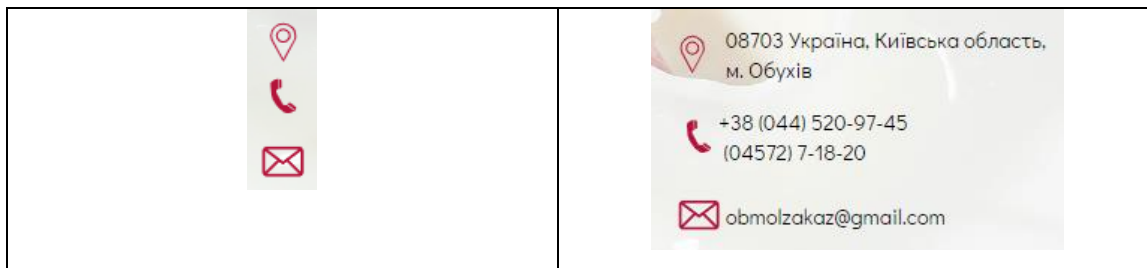 08703 Україна, Київська область,
м. Обухів
+38 (044) 520-97-45
(04572) 7-18-20
obmolzakaz@gmail.com